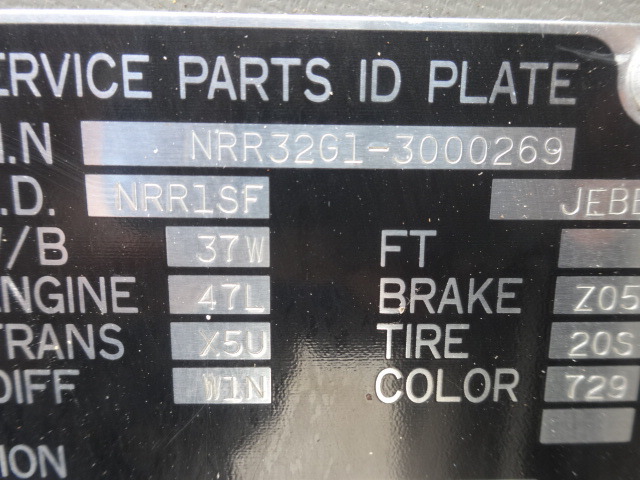 ERVICE PARTS ID PLATE
I.N NRR32G1-3000269
.D. NRR1SF JEBE
/B 37W FT
ENGINE 47L BRAKE Z05
TRANS X5U TIRE 20S
DIFF W1N COLOR 729
ION